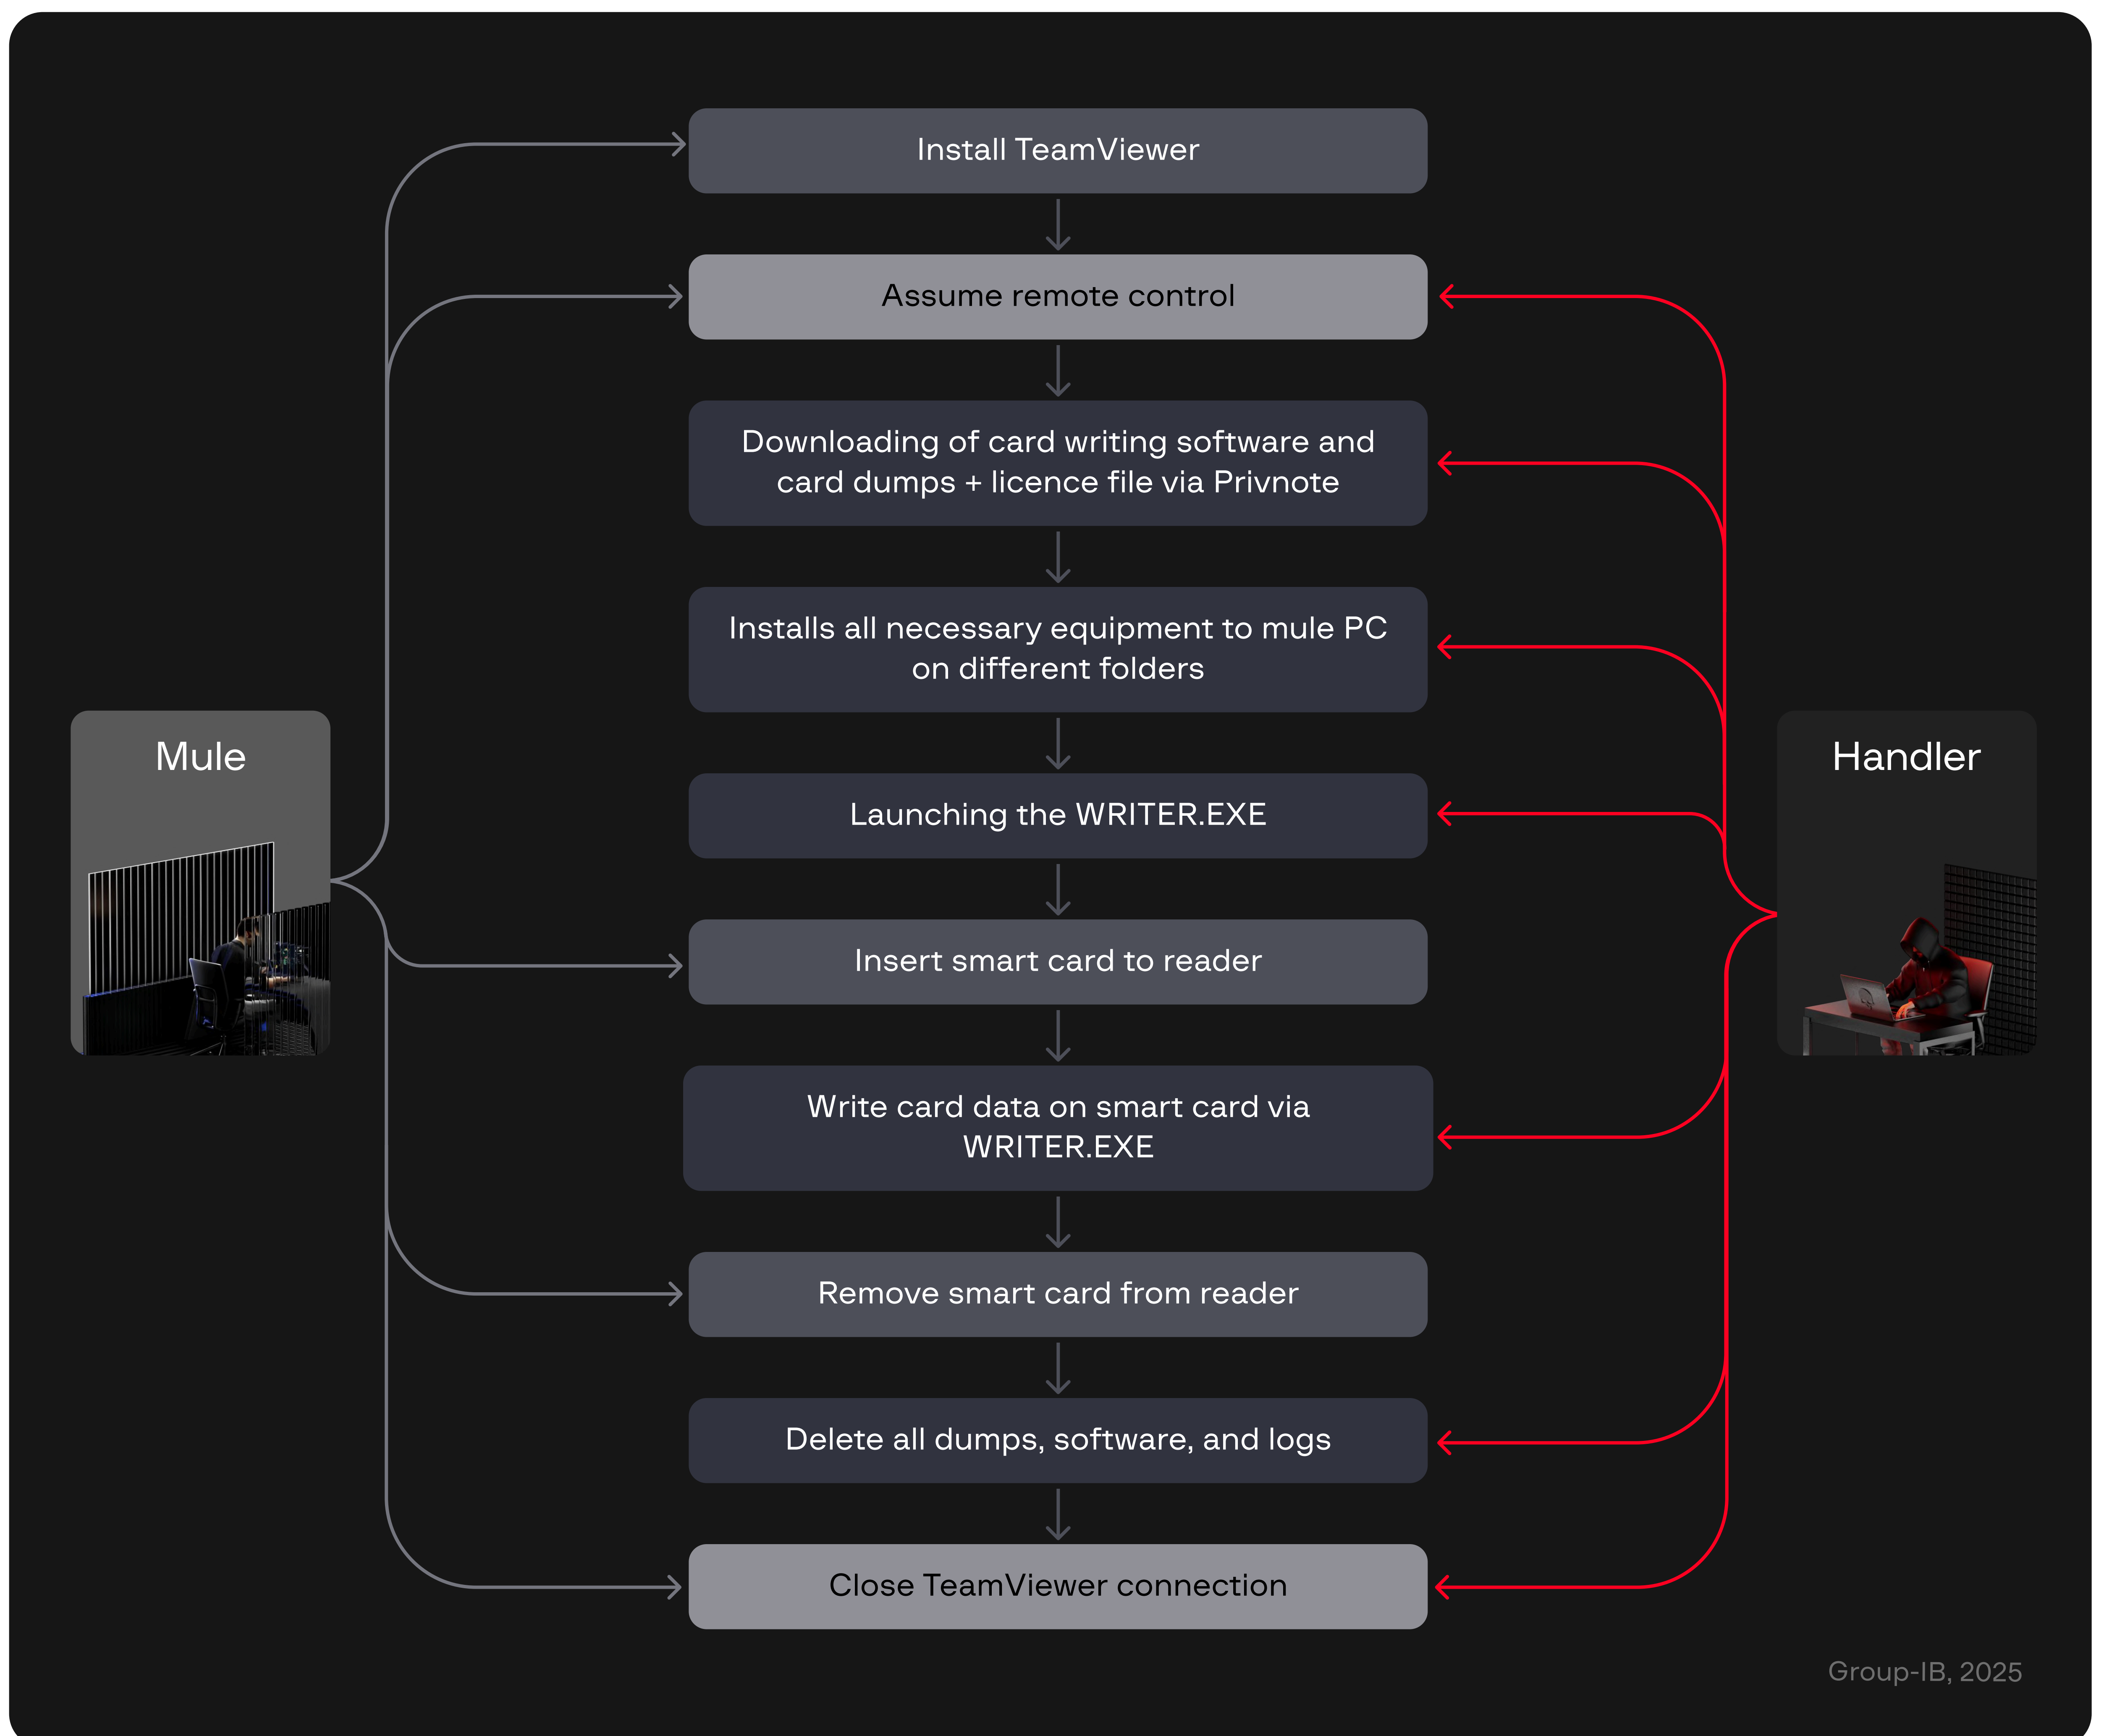 Install TeamViewer
Assume remote control
Downloading of card writing software and
card dumps + licence file via Privnote
Installs all necessary equipment to mule PC
on different folders
Mule
Handler
Launching the WRITER.EXE
Insert smart card to reader
Write card data on smart card via
WRITER.EXE
Remove smart card from reader
Delete all dumps, software, and logs
Close TeamViewer connection
Group-IB, 2025